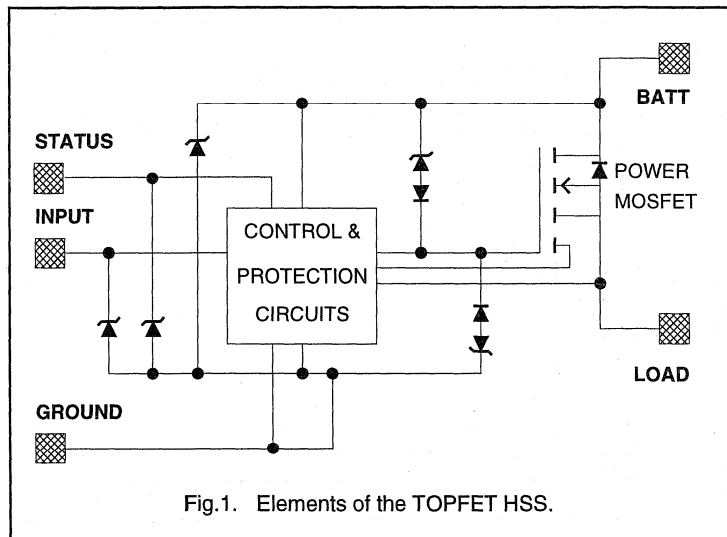 BATT
STATUS
POWER
MOSFET
INPUT
CONTROL &
PROTECTION
CIRCUITS
LOAD
GROUND
Fig.1. Elements of the TOPFET HSS.